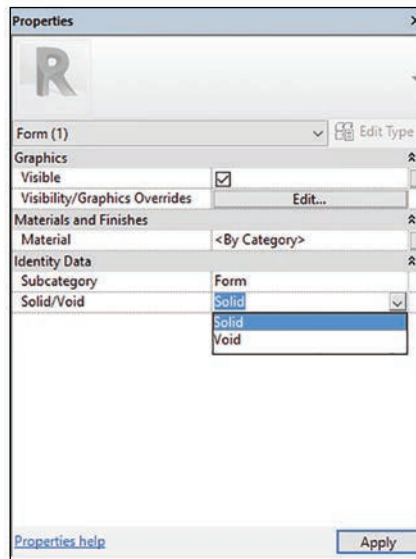 Properties
R
Form (1) Edit Type
Graphics
Visible
Visibility/Graphics Overrides Edit...
Materials and Finishes
Material <By Category>
Identity Data
Subcategory Form
Solid/Void Solid
Solid
Void
Properties help Apply